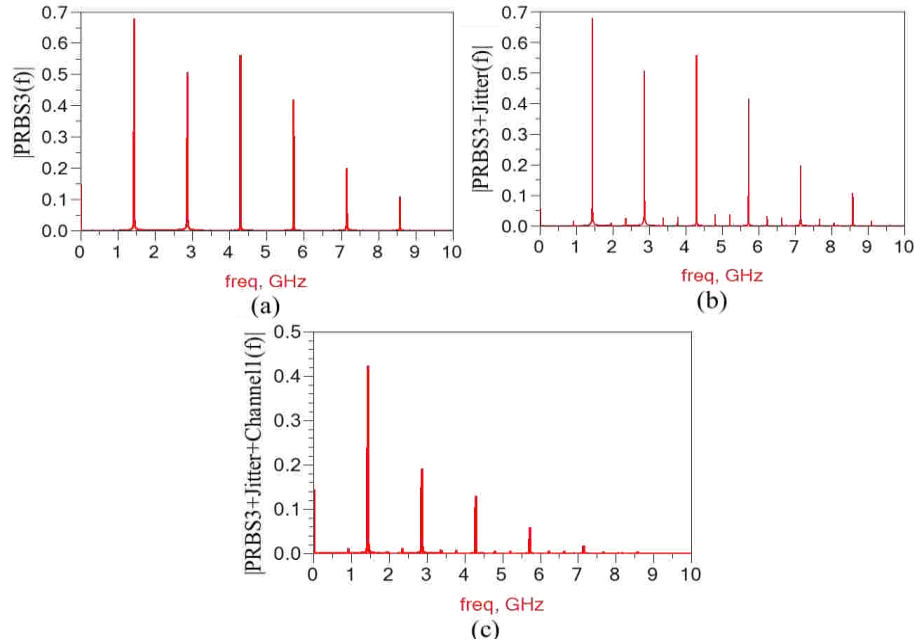 |PRBS3(f)|
0.7
0.6
0.5
0.4
0.3
0.2
0.1
0.0
0 1 2 3 4 5 6 7 8 9 10
freq, GHz
(a)
|PRBS3+Jitter(f)|
0.7
0.6
0.5
0.4
0.3
0.2
0.1
0.0
0 1 2 3 4 5 6 7 8 9 10
freq, GHz
(b)
|PRBS3+Jitter+Channel1(f)|
0.5
0.4
0.3
0.2
0.1
0.0
0 1 2 3 4 5 6 7 8 9 10
freq, GHz
(c)